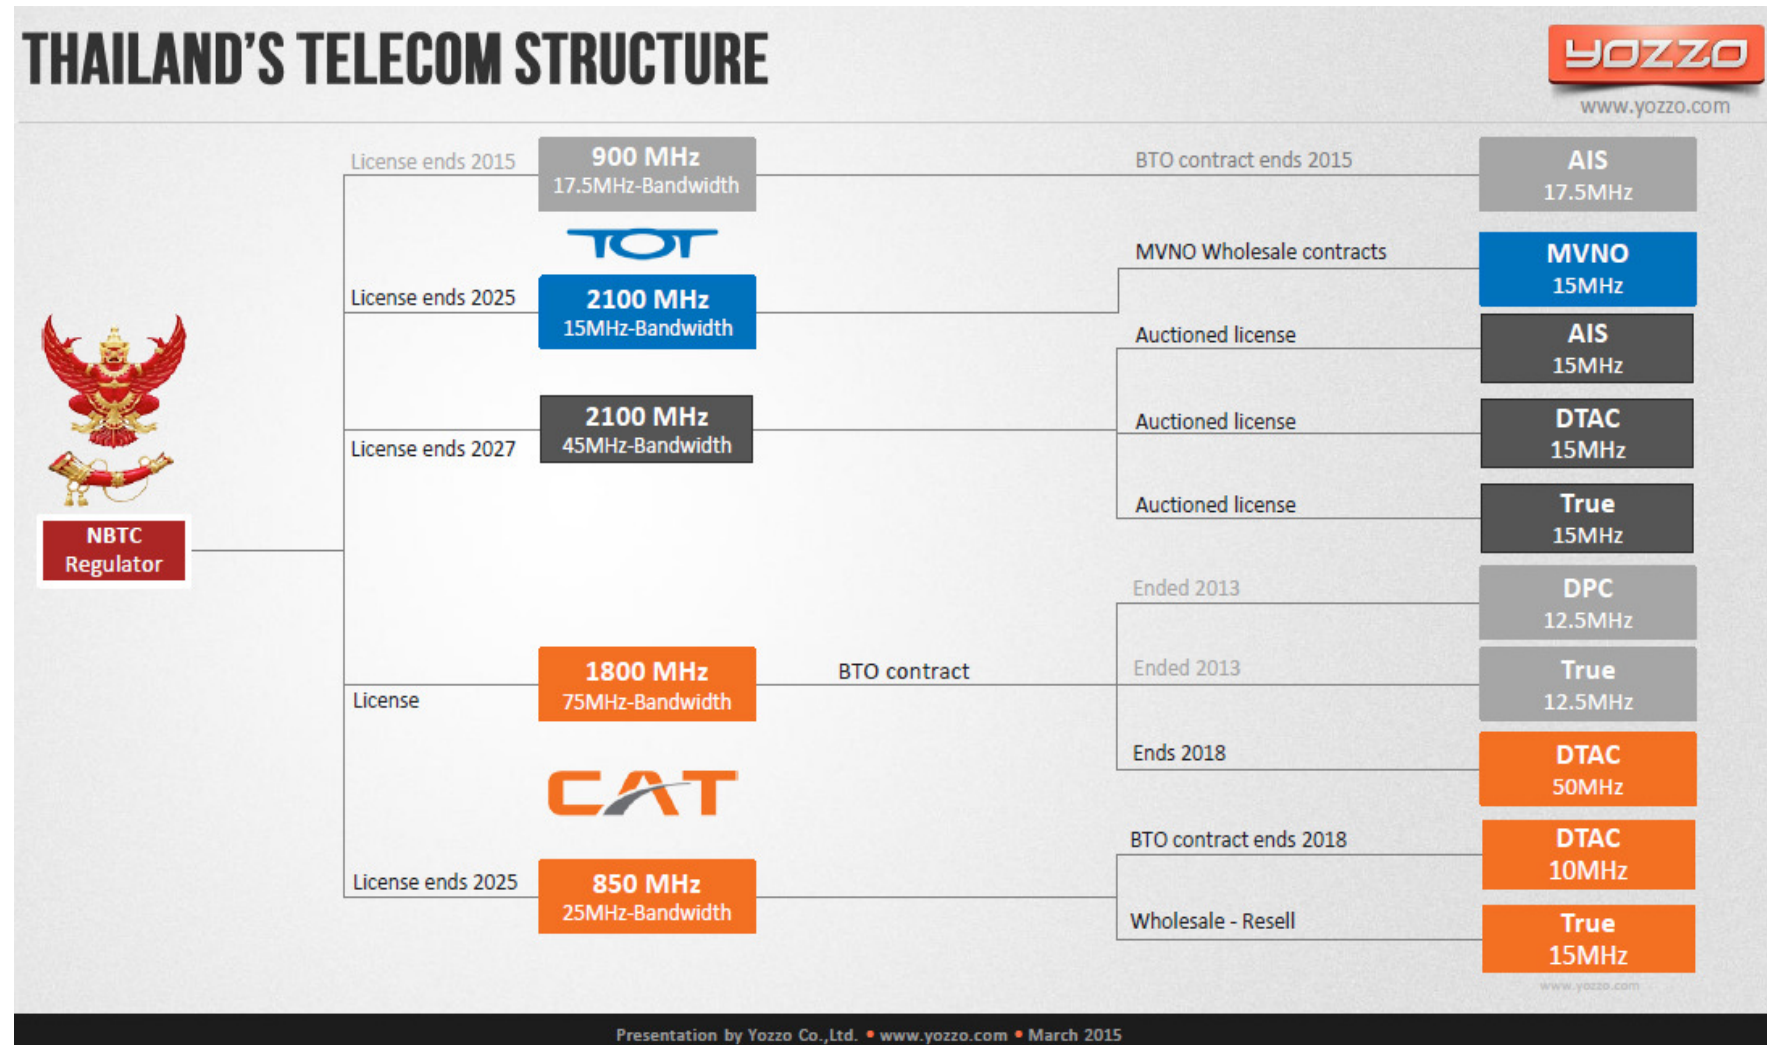 THAILAND'S TELECOM STRUCTURE
YOZZO
www.yozzo.com
License ends 2015
900 MHz
17.5MHz-Bandwidth
BTO contract ends 2015
AIS
17.5MHz
TOT
MVNO Wholesale contracts
MVNO
15MHz
License ends 2025
2100 MHz
15MHz-Bandwidth
Auctioned license
AIS
15MHz
License ends 2027
2100 MHz
45MHz-Bandwidth
Auctioned license
DTAC
15MHz
Auctioned license
True
15MHz
NBTC
Regulator
Ended 2013
DPC
12.5MHz
License
1800 MHz
75MHz-Bandwidth
BTO contract
Ended 2013
True
12.5MHz
Ends 2018
DTAC
50MHz
CAT
BTO contract ends 2018
DTAC
10MHz
License ends 2025
850 MHz
25MHz-Bandwidth
Wholesale - Resell
True
15MHz
www.yozzo.com
Presentation by Yozzo Co.,Ltd. • www.yozzo.com • March 2015